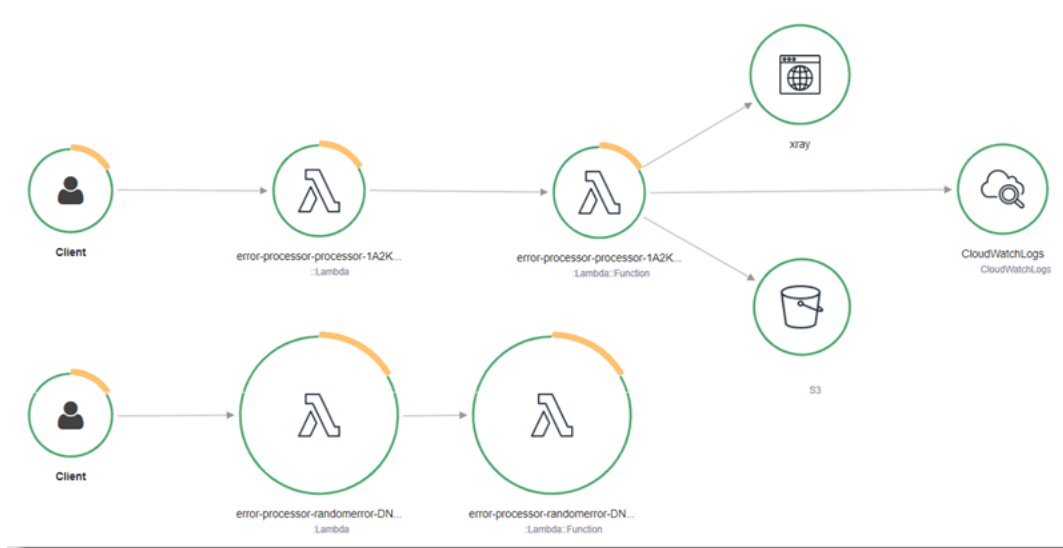 xray
Client
error-processor-processor-1A2K...
::Lambda
error-processor-processor-1A2K...
:Lambda::Function
CloudWatchLogs
CloudWatchLogs
S3
Client
error-processor-randomerror-DN...
:Lambda
error-processor-randomerror-DN...
:Lambda::Function